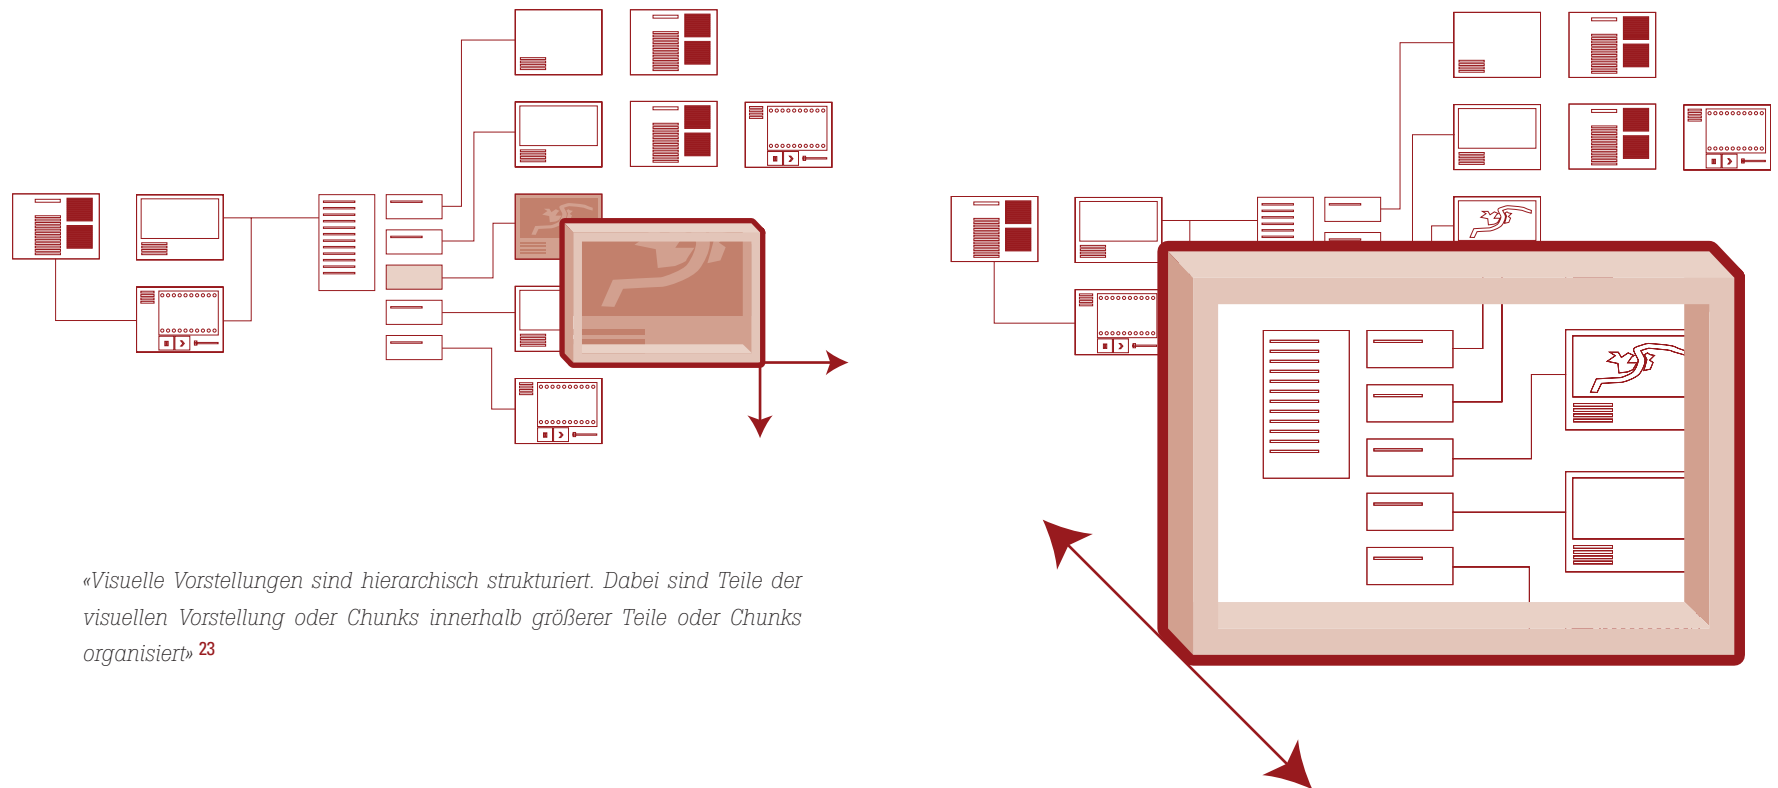 «Visuelle Vorstellungen sind hierarchisch strukturiert. Dabei sind Teile der
visuellen Vorstellung oder Chunks innerhalb größerer Teile oder Chunks
organisiert» 23